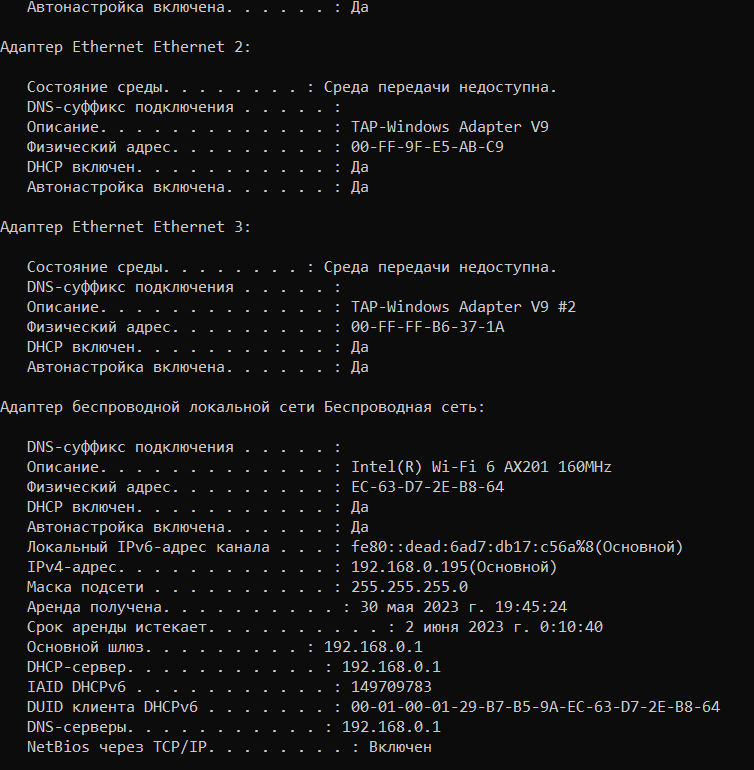 Автонастройка включена. . . . . . : Да
Адаптер Ethernet Ethernet 2:
Состояние среды. . . . . . . . : Среда передачи недоступна.
DNS-суффикс подключения . . . . . :
Описание. . . . . . . . . . . . . : TAP-Windows Adapter V9
Физический адрес. . . . . . . . . : 00-FF-9F-E5-AB-C9
DHCP включен. . . . . . . . . . . : Да
Автонастройка включена. . . . . . : Да
Адаптер Ethernet Ethernet 3:
Состояние среды. . . . . . . . : Среда передачи недоступна.
DNS-суффикс подключения . . . . . :
Описание. . . . . . . . . . . . . : TAP-Windows Adapter V9 #2
Физический адрес. . . . . . . . . : 00-FF-FF-B6-37-1A
DHCP включен. . . . . . . . . . . : Да
Автонастройка включена. . . . . . : Да
Адаптер беспроводной локальной сети Беспроводная сеть:
DNS-суффикс подключения . . . . . :
Описание. . . . . . . . . . . . . : Intel(R) Wi-Fi 6 AX201 160MHz
Физический адрес. . . . . . . . . : EC-63-D7-2E-B8-64
DHCP включен. . . . . . . . . . . : Да
Автонастройка включена. . . . . . : Да
Локальный IPv6-адрес канала . . . : fe80::dead:6ad7:db17:c56a%8(Основной)
IPv4-адрес. . . . . . . . . . . . : 192.168.0.195(Основной)
Маска подсети . . . . . . . . . . : 255.255.255.0
Аренда получена. . . . . . . . . . : 30 мая 2023 г. 19:45:24
Срок аренды истекает. . . . . . . . . . : 2 июня 2023 г. 0:10:40
Основной шлюз. . . . . . . . . : 192.168.0.1
DHCP-сервер. . . . . . . . . . . : 192.168.0.1
IAID DHCPv6 . . . . . . . . . . . : 149709783
DUID клиента DHCPv6 . . . . . . . : 00-01-00-01-29-B7-B5-9A-EC-63-D7-2E-B8-64
DNS-серверы. . . . . . . . . . . : 192.168.0.1
NetBios через TCP/IP. . . . . . . . : Включен